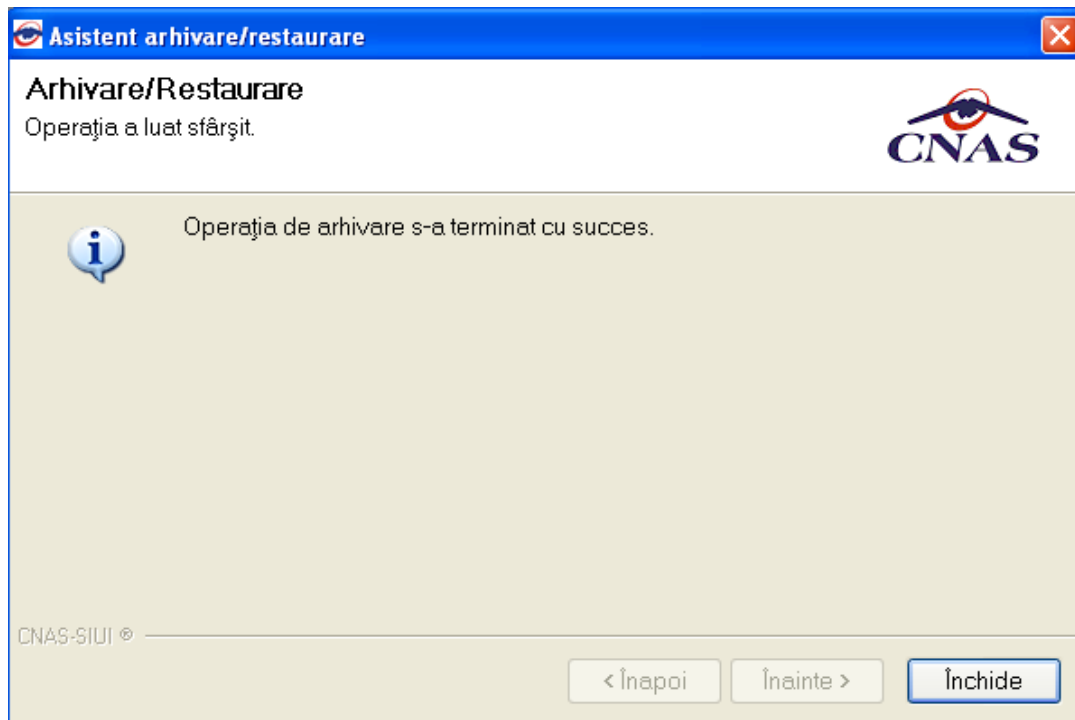 Asistent arhivare/restaurare
Arhivare/Restaurare
Operaţia a luat sfârşit.
CNAS
Operaţia de arhivare s-a terminat cu succes.
CNAS-SIUI ®
< Înapoi
Înainte >
Închide